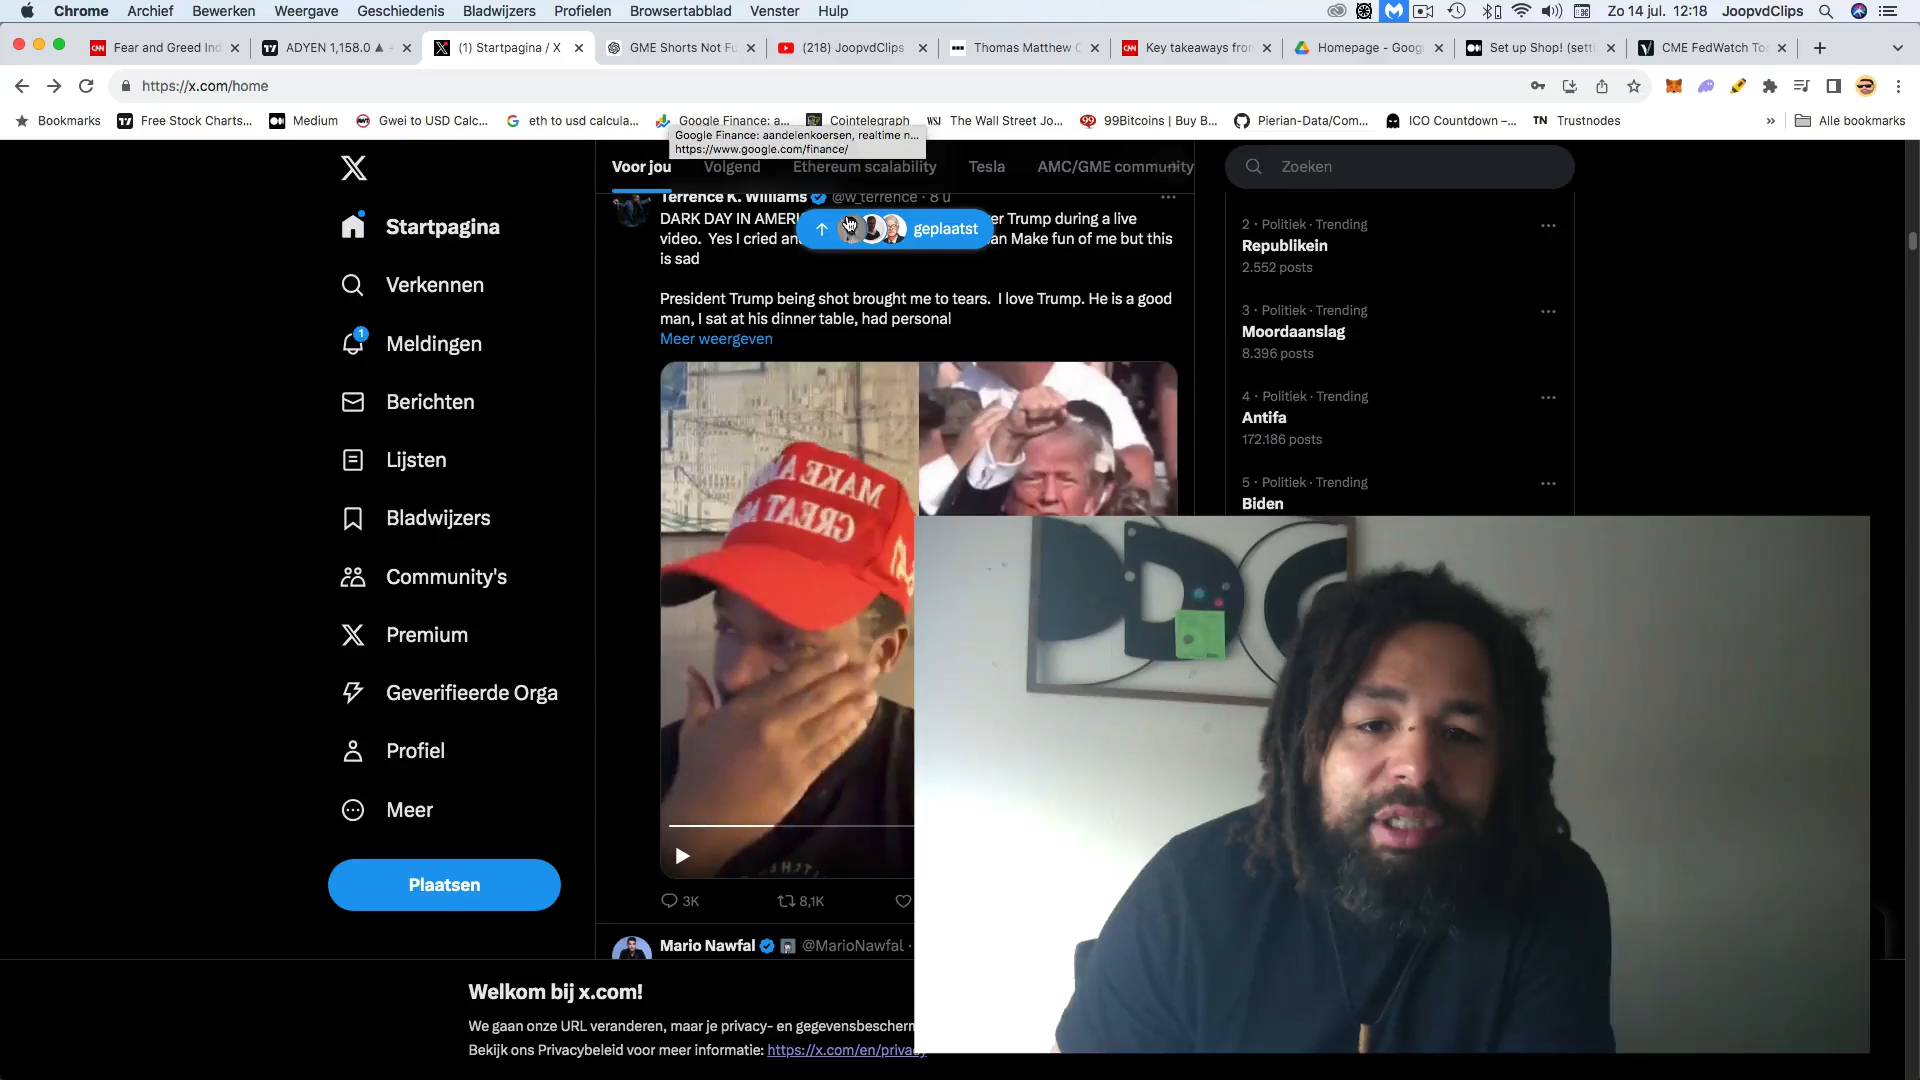 Chrome Archief Bewerken Weergave Geschiedenis Bladwijzers Profielen Browsertabblad Venster Hulp
Zo 14 jul. 12:18 JoopvdClips
Fear and Greed Ind
ADYEN 1,158.0 ▲
(1) Startpagina / X
GME Shorts Not Fu
(218) JoopvdClips
Thomas Matthew C
Key takeaways from
Homepage - Googl
Set up Shop! (setti
CME FedWatch To
https://x.com/home
Bookmarks
Free Stock Charts...
Medium
Gwei to USD Calc...
eth to usd calcula...
Google Finance: a...
Cointelegraph
The Wall Street Jo...
99Bitcoins | Buy B...
Pierian-Data/Com...
ICO Countdown –...
TN Trustnodes
» Alle bookmarks
Google Finance: aandelenkoersen, realtime n...
https://www.google.com/finance/
Startpagina
Verkennen
1
Meldingen
Berichten
Lijsten
Bladwijzers
Community's
Premium
Geverifieerde Orga
Profiel
Meer
Plaatsen
Voor jou Volgend Ethereum scalability Tesla AMC/GME community
Terrence K. Williams @w_terrence · 8 u
DARK DAY IN AMERI er Trump during a live
video. Yes I cried an an Make fun of me but this
is sad
geplaatst
President Trump being shot brought me to tears. I love Trump. He is a good
man, I sat at his dinner table, had personal
Meer weergeven
MAKE A
GREAT A
3K 8,1K
Mario Nawfal @MarioNawfal ·
Zoeken
2 · Politiek · Trending
Republikein
2.552 posts
3 · Politiek · Trending
Moordaanslag
8.396 posts
4 · Politiek · Trending
Antifa
172.186 posts
5 · Politiek · Trending
Biden
Welkom bij x.com!
We gaan onze URL veranderen, maar je privacy- en gegevensbescherm
Bekijk ons Privacybeleid voor meer informatie: https://x.com/en/privacy